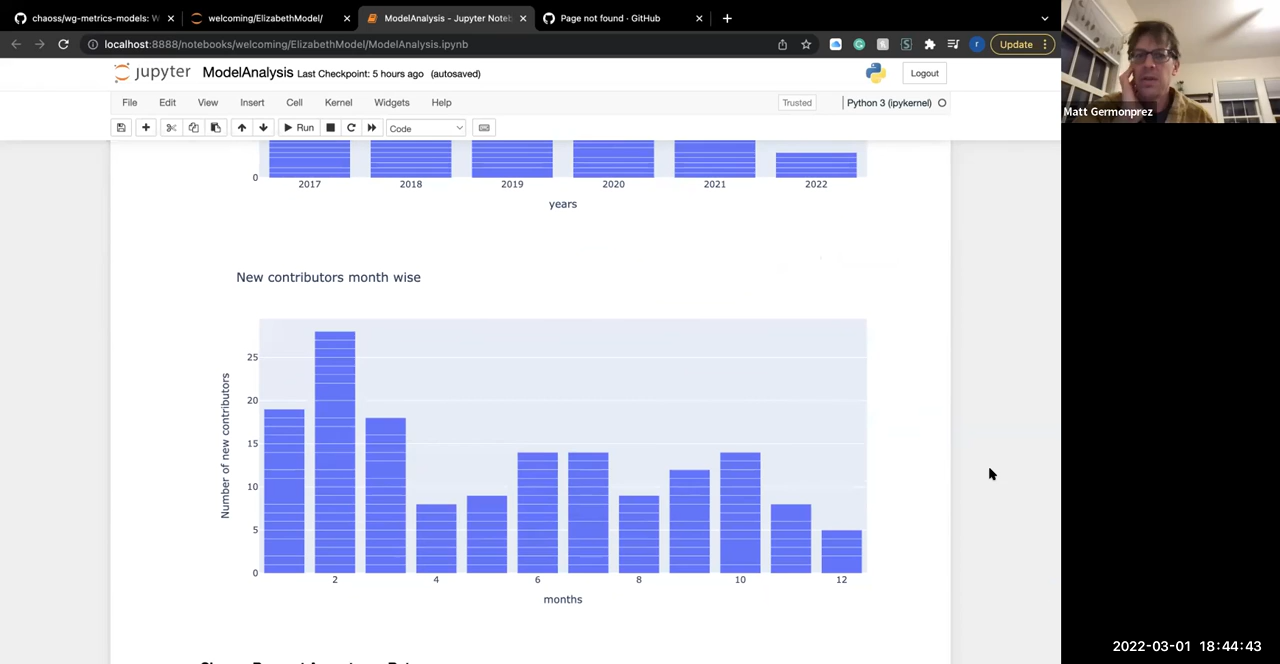 chaoss/wg-metrics-models: W
welcoming/ElizabethModel/
ModelAnalysis - Jupyter Noteb
Page not found · GitHub
localhost:8888/notebooks/welcoming/ElizabethModel/ModelAnalysis.ipynb
Update
jupyter ModelAnalysis Last Checkpoint: 5 hours ago (autosaved)
Logout
File Edit View Insert Cell Kernel Widgets Help
Trusted
Python 3 (ipykernel)
Run
Code
Matt Germonprez
0
2017 2018 2019 2020 2021 2022
years
New contributors month wise
Number of new contributors
25
20
15
10
5
0
2 4 6 8 10 12
months
2022-03-01 18:44:43